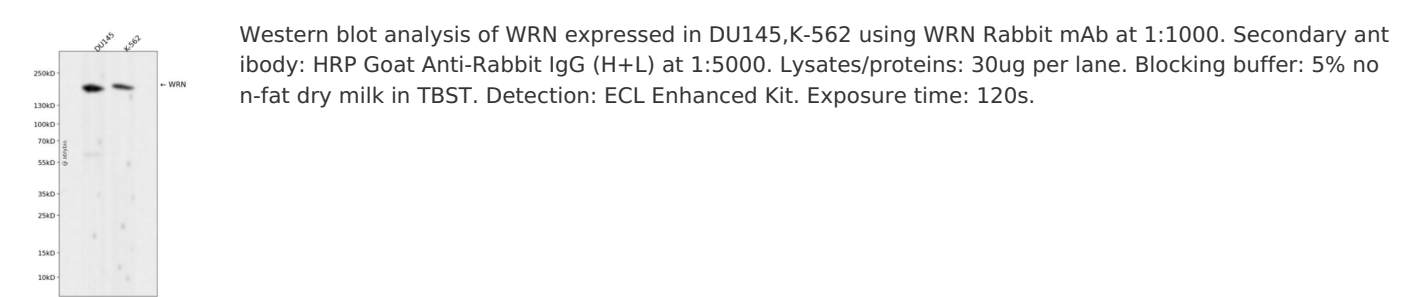 DU145
K-562
250kD
← WRN
130kD
100kD
70kD
55kD
35kD
25kD
15kD
10kD
Western blot analysis of WRN expressed in DU145,K-562 using WRN Rabbit mAb at 1:1000. Secondary ant
ibody: HRP Goat Anti-Rabbit IgG (H+L) at 1:5000. Lysates/proteins: 30ug per lane. Blocking buffer: 5% no
n-fat dry milk in TBST. Detection: ECL Enhanced Kit. Exposure time: 120s.